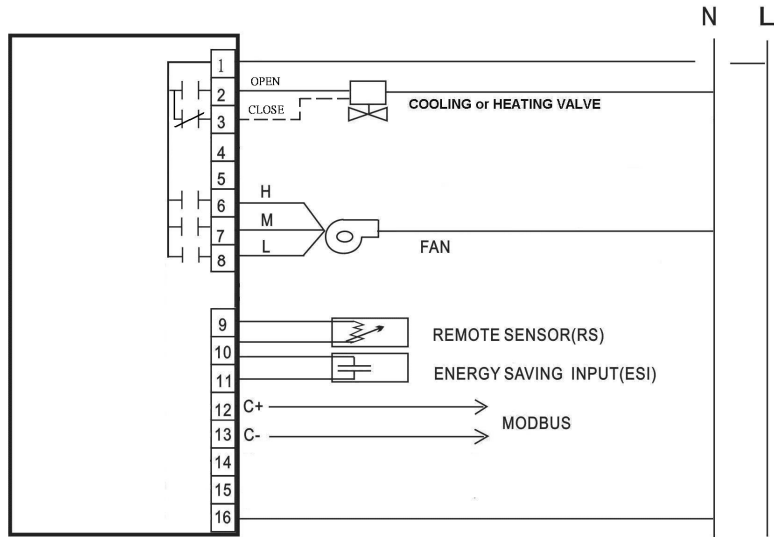 N L
1
OPEN
2
COOLING or HEATING VALVE
CLOSE
3
4
5
H
6
M
7
FAN
L
8
9
REMOTE SENSOR(RS)
10
ENERGY SAVING INPUT(ESI)
11
12 C+
MODBUS
13 C-
14
15
16